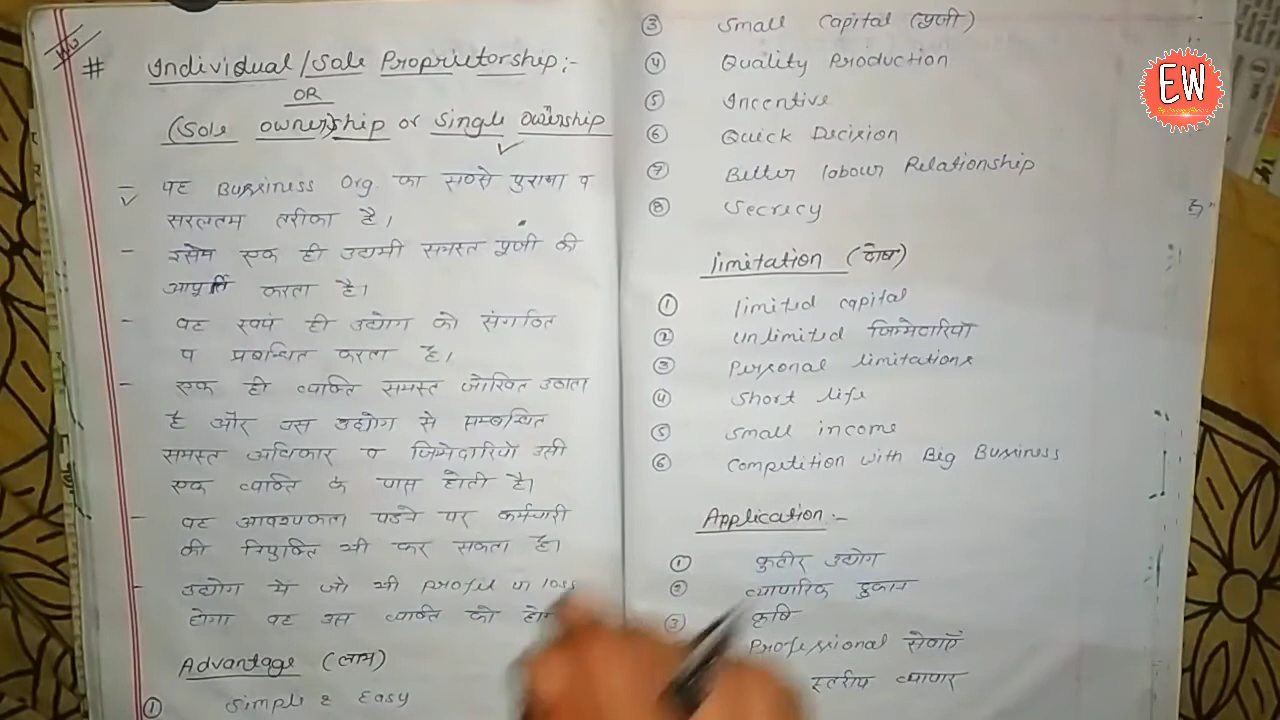 # Individual / Sole Proprietorship :-
OR
(Sole ownership or Single ownership
- यह Bussiness Org. का सबसे पुराना व
सरलतम तरीका है।
- इसमे एक ही उद्यमी समस्त पूंजी की
आपूर्ति करता है।
- वह स्वयं ही उद्योग को संगठित
व प्रबन्धित करता है।
- एक ही व्यक्ति समस्त जोखिम उठाता
है और उस उद्योग से सम्बन्धित
समस्त अधिकार व जिम्मेदारियाँ उसी
एक व्यक्ति के पास होती है।
- वह आवश्यकता पडने पर कर्मचारी
की नियुक्ति भी कर सकता है।
- उद्योग मे जो भी profit या loss
होगा वह उस व्यक्ति को
Advantage (लाभ)
① Simple & Easy
③ Small Capital (पूंजी)
④ Quality Production
⑤ Incentive
⑥ Quick Decision
⑦ Better labour Relationship
⑧ Secrecy
limitation (दोष)
① limited capital
② unlimited जिम्मेदारियाँ
③ Personal limitations
④ Short life
⑤ Small income
⑥ Competition with Big Bussiness
Application :-
① कुटीर उद्योग
② व्यापारिक दुकान
③ कृषि
Professional सेवाएँ
स्तरीय व्यापार
EW